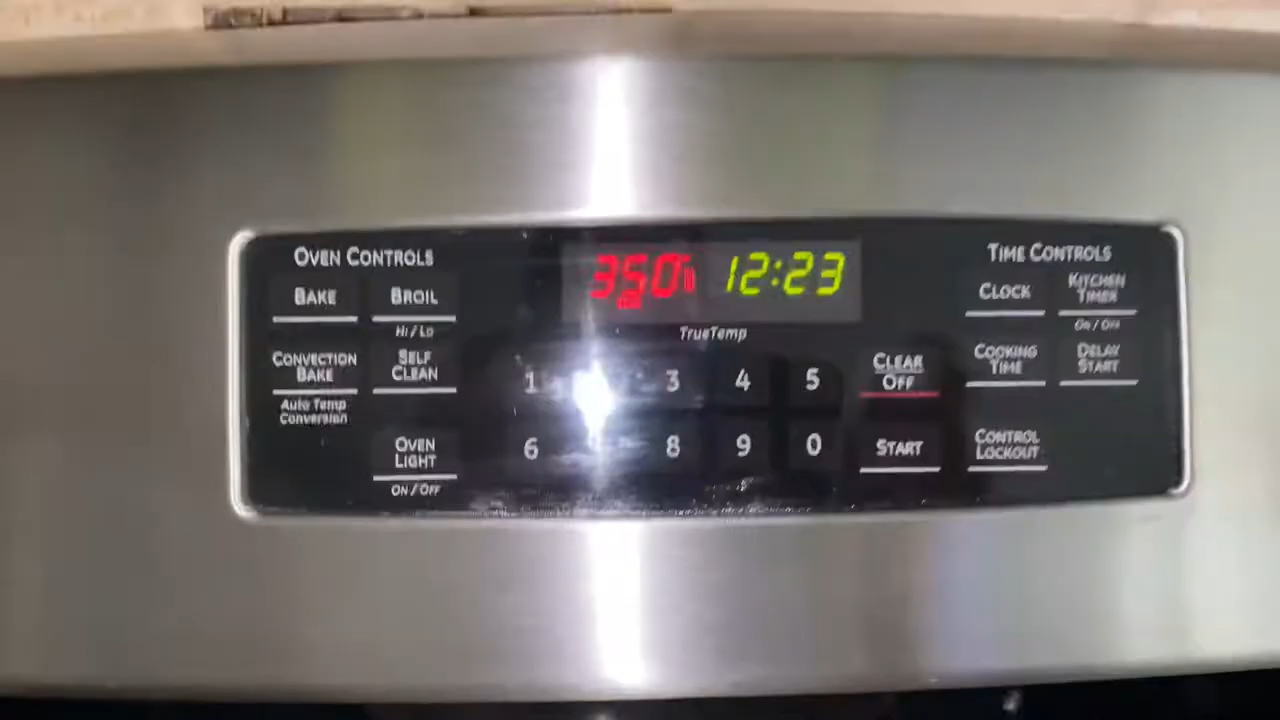 OVEN CONTROLS
BAKE
BROIL
HI / LO
CONVECTION
BAKE
Auto Temp
Conversion
SELF
CLEAN
OVEN
LIGHT
ON / OFF
350°
12:23
TrueTemp
1 3 4 5
6 8 9 0
CLEAR
OFF
START
TIME CONTROLS
CLOCK
KITCHEN
TIMER
ON / OFF
COOKING
TIME
DELAY
START
CONTROL
LOCKOUT